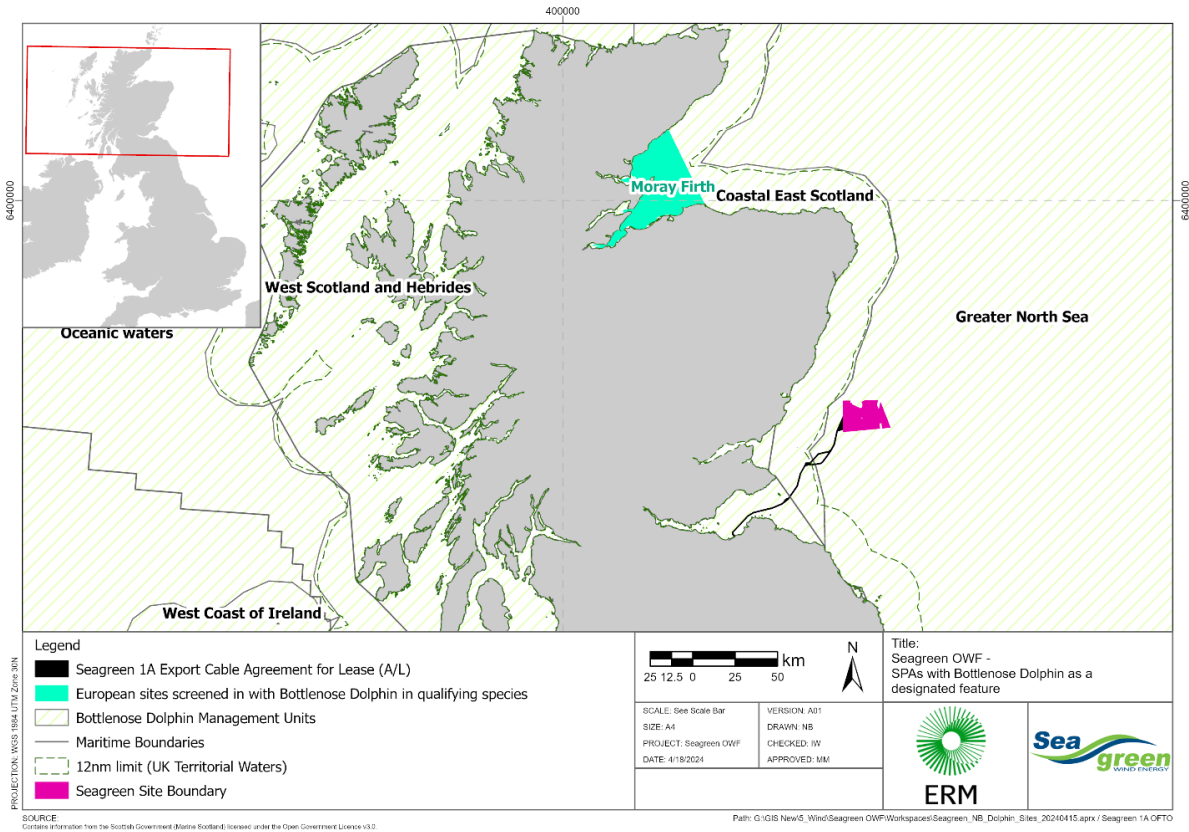 400000
6400000
6400000
Moray Firth
Coastal East Scotland
West Scotland and Hebrides
Greater North Sea
Oceanic waters
West Coast of Ireland
Legend
Seagreen 1A Export Cable Agreement for Lease (A/L)
European sites screened in with Bottlenose Dolphin in qualifying species
Bottlenose Dolphin Management Units
Maritime Boundaries
12nm limit (UK Territorial Waters)
Seagreen Site Boundary
km
25 12.5 0 25 50
N
SCALE: See Scale Bar
VERSION: A01
SIZE: A4
DRAWN: NB
PROJECT: Seagreen OWF
CHECKED: IW
DATE: 4/18/2024
APPROVED: MM
Title:
Seagreen OWF -
SPAs with Bottlenose Dolphin as a
designated feature
ERM
Sea
green
WIND ENERGY
PROJECTION: WGS 1984 UTM Zone 30N
SOURCE:
Contains information from the Scottish Government (Marine Scotland) licensed under the Open Government Licence v3.0.
Path: G:\GIS New\5_Wind\Seagreen OWF\Workspaces\Seagreen_NB_Dolphin_Sites_20240415.aprx / Seagreen 1A OFTO